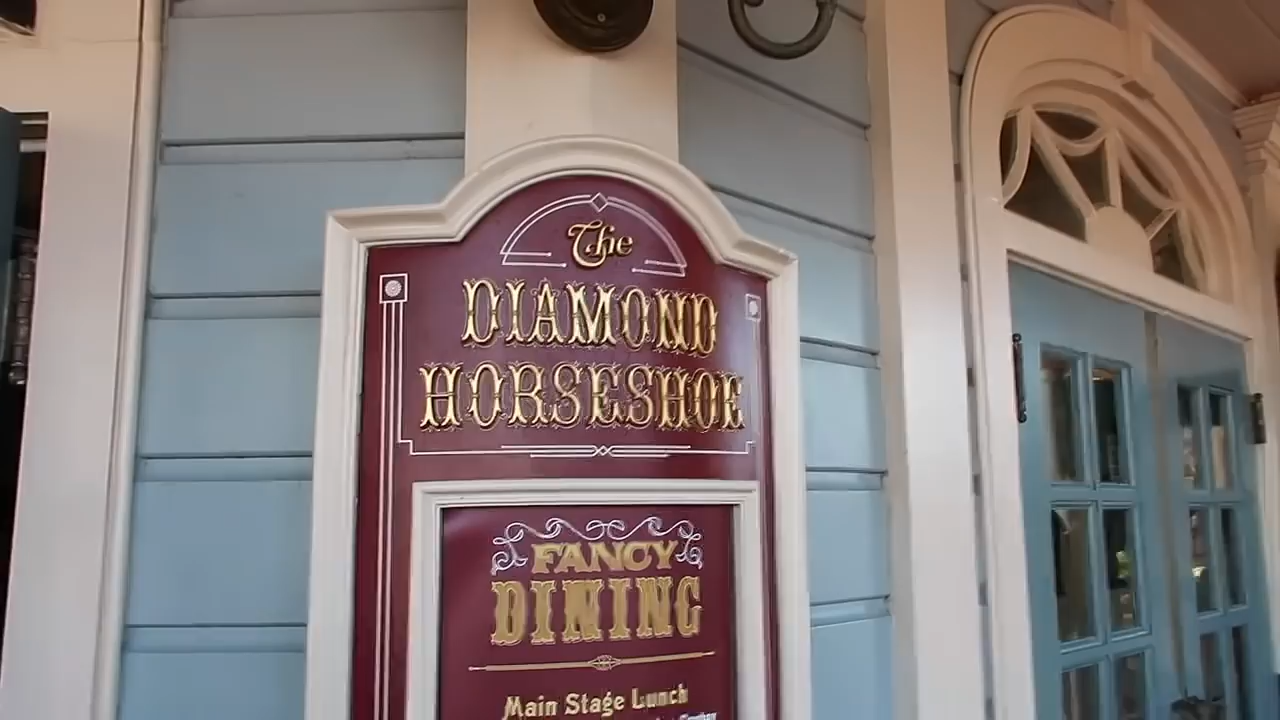 The
DIAMOND
HORSESHOE
FANCY
DINING
Main Stage Lunch